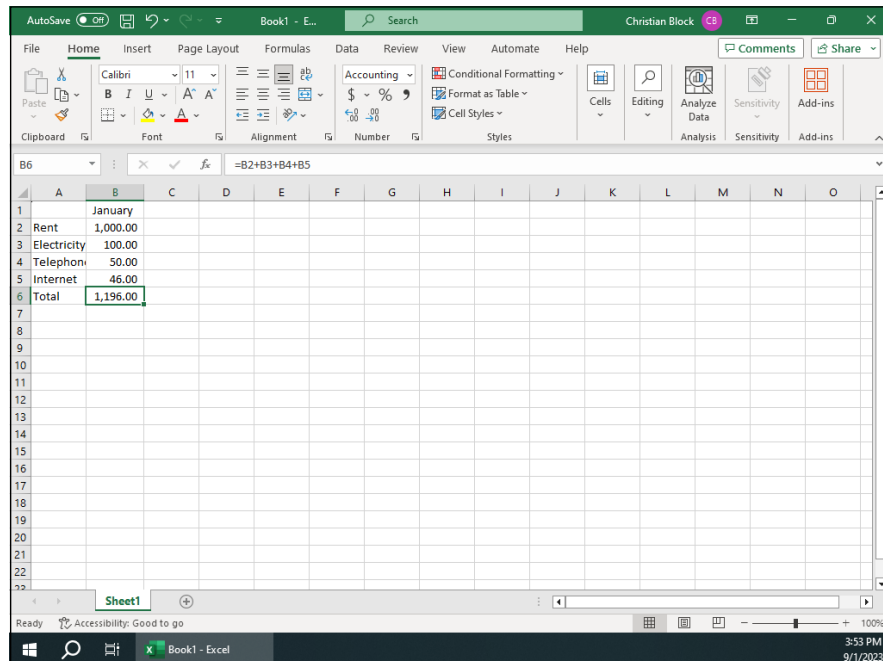 AutoSave Off Book1 - E... Search Christian Block CB
File Home Insert Page Layout Formulas Data Review View Automate Help Comments Share
Paste
Clipboard
Calibri 11
B I U A A
Font
ab
Alignment
Accounting
$ % 9
.00
Number
Conditional Formatting
Format as Table
Cell Styles
Styles
Cells
Editing
Analyze
Data
Analysis
Sensitivity
Sensitivity
Add-ins
Add-ins
B6 fx =B2+B3+B4+B5
A B C D E F G H I J K L M N O
1 January
2 Rent 1,000.00
3 Electricity 100.00
4 Telephon 50.00
5 Internet 46.00
6 Total 1,196.00
7
8
9
10
11
12
13
14
15
16
17
18
19
20
21
22
23
Sheet1
Ready Accessibility: Good to go 100%
Book1 - Excel 3:53 PM
9/1/2023